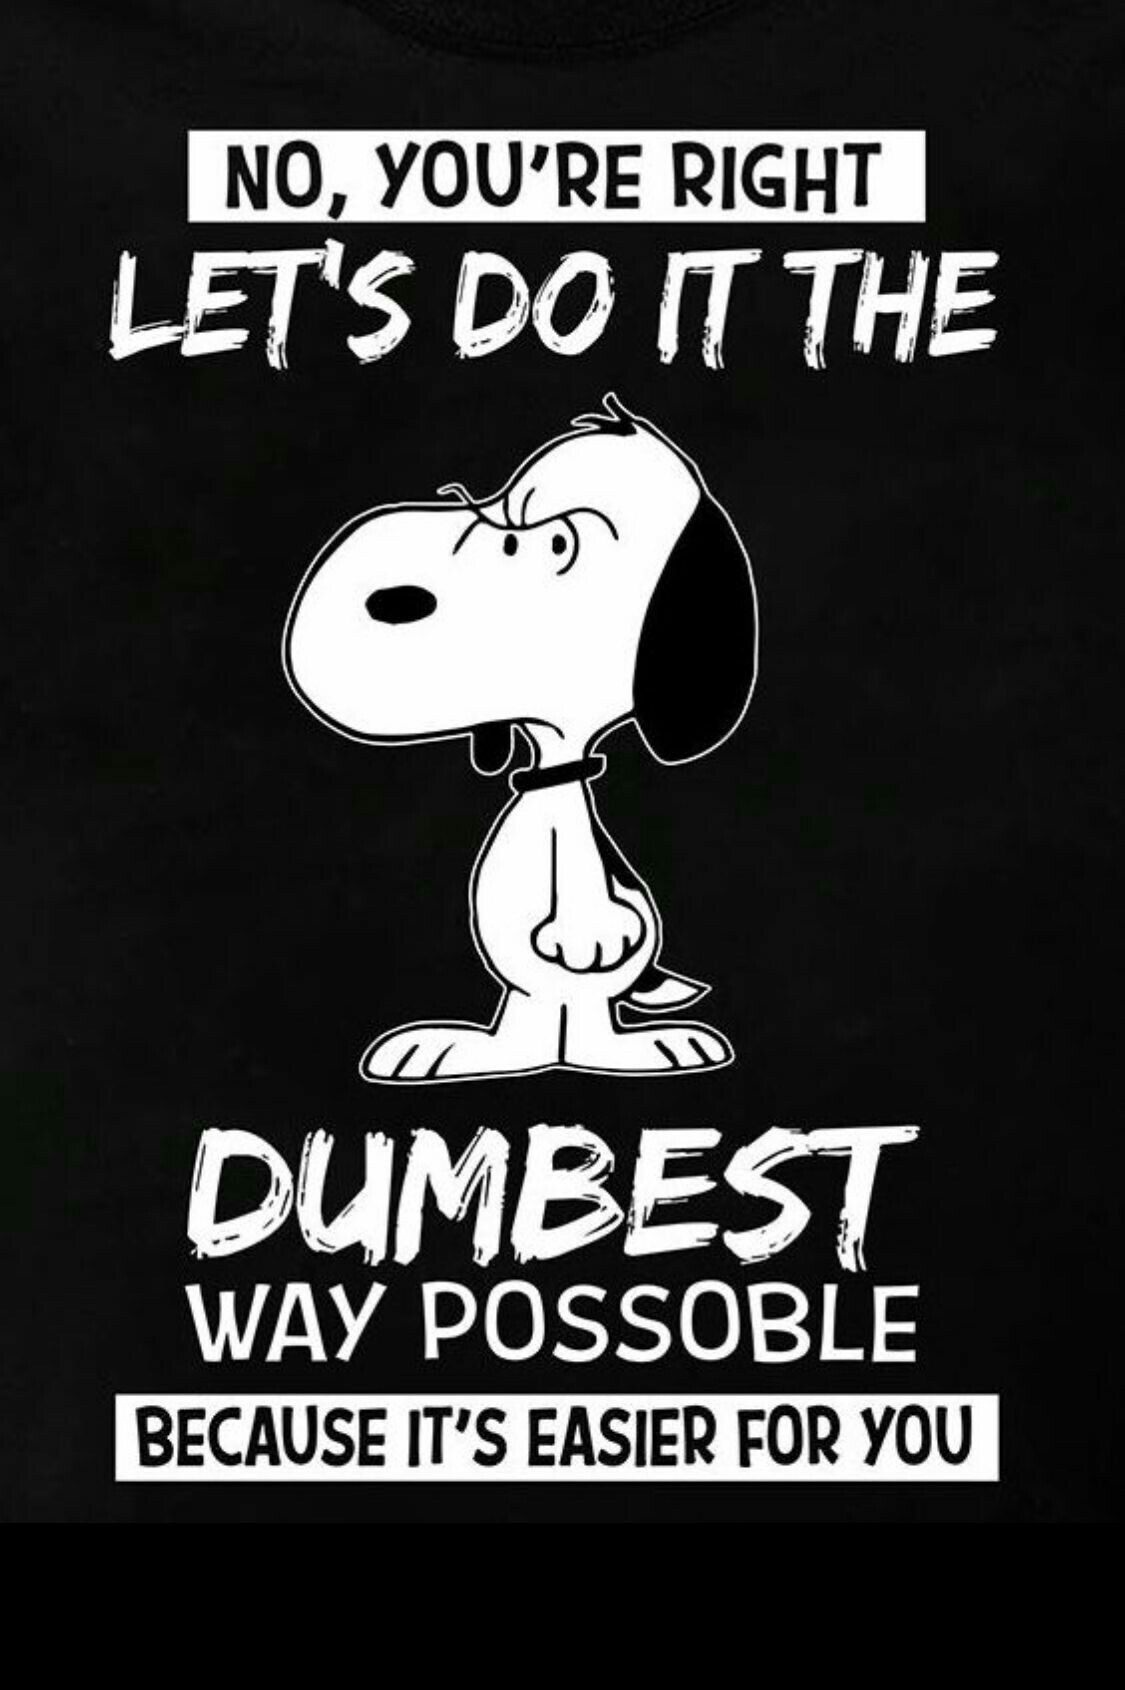 NO, YOU'RE RIGHT
LET'S DO IT THE
DUMBEST
WAY POSSOBLE
BECAUSE IT'S EASIER FOR YOU